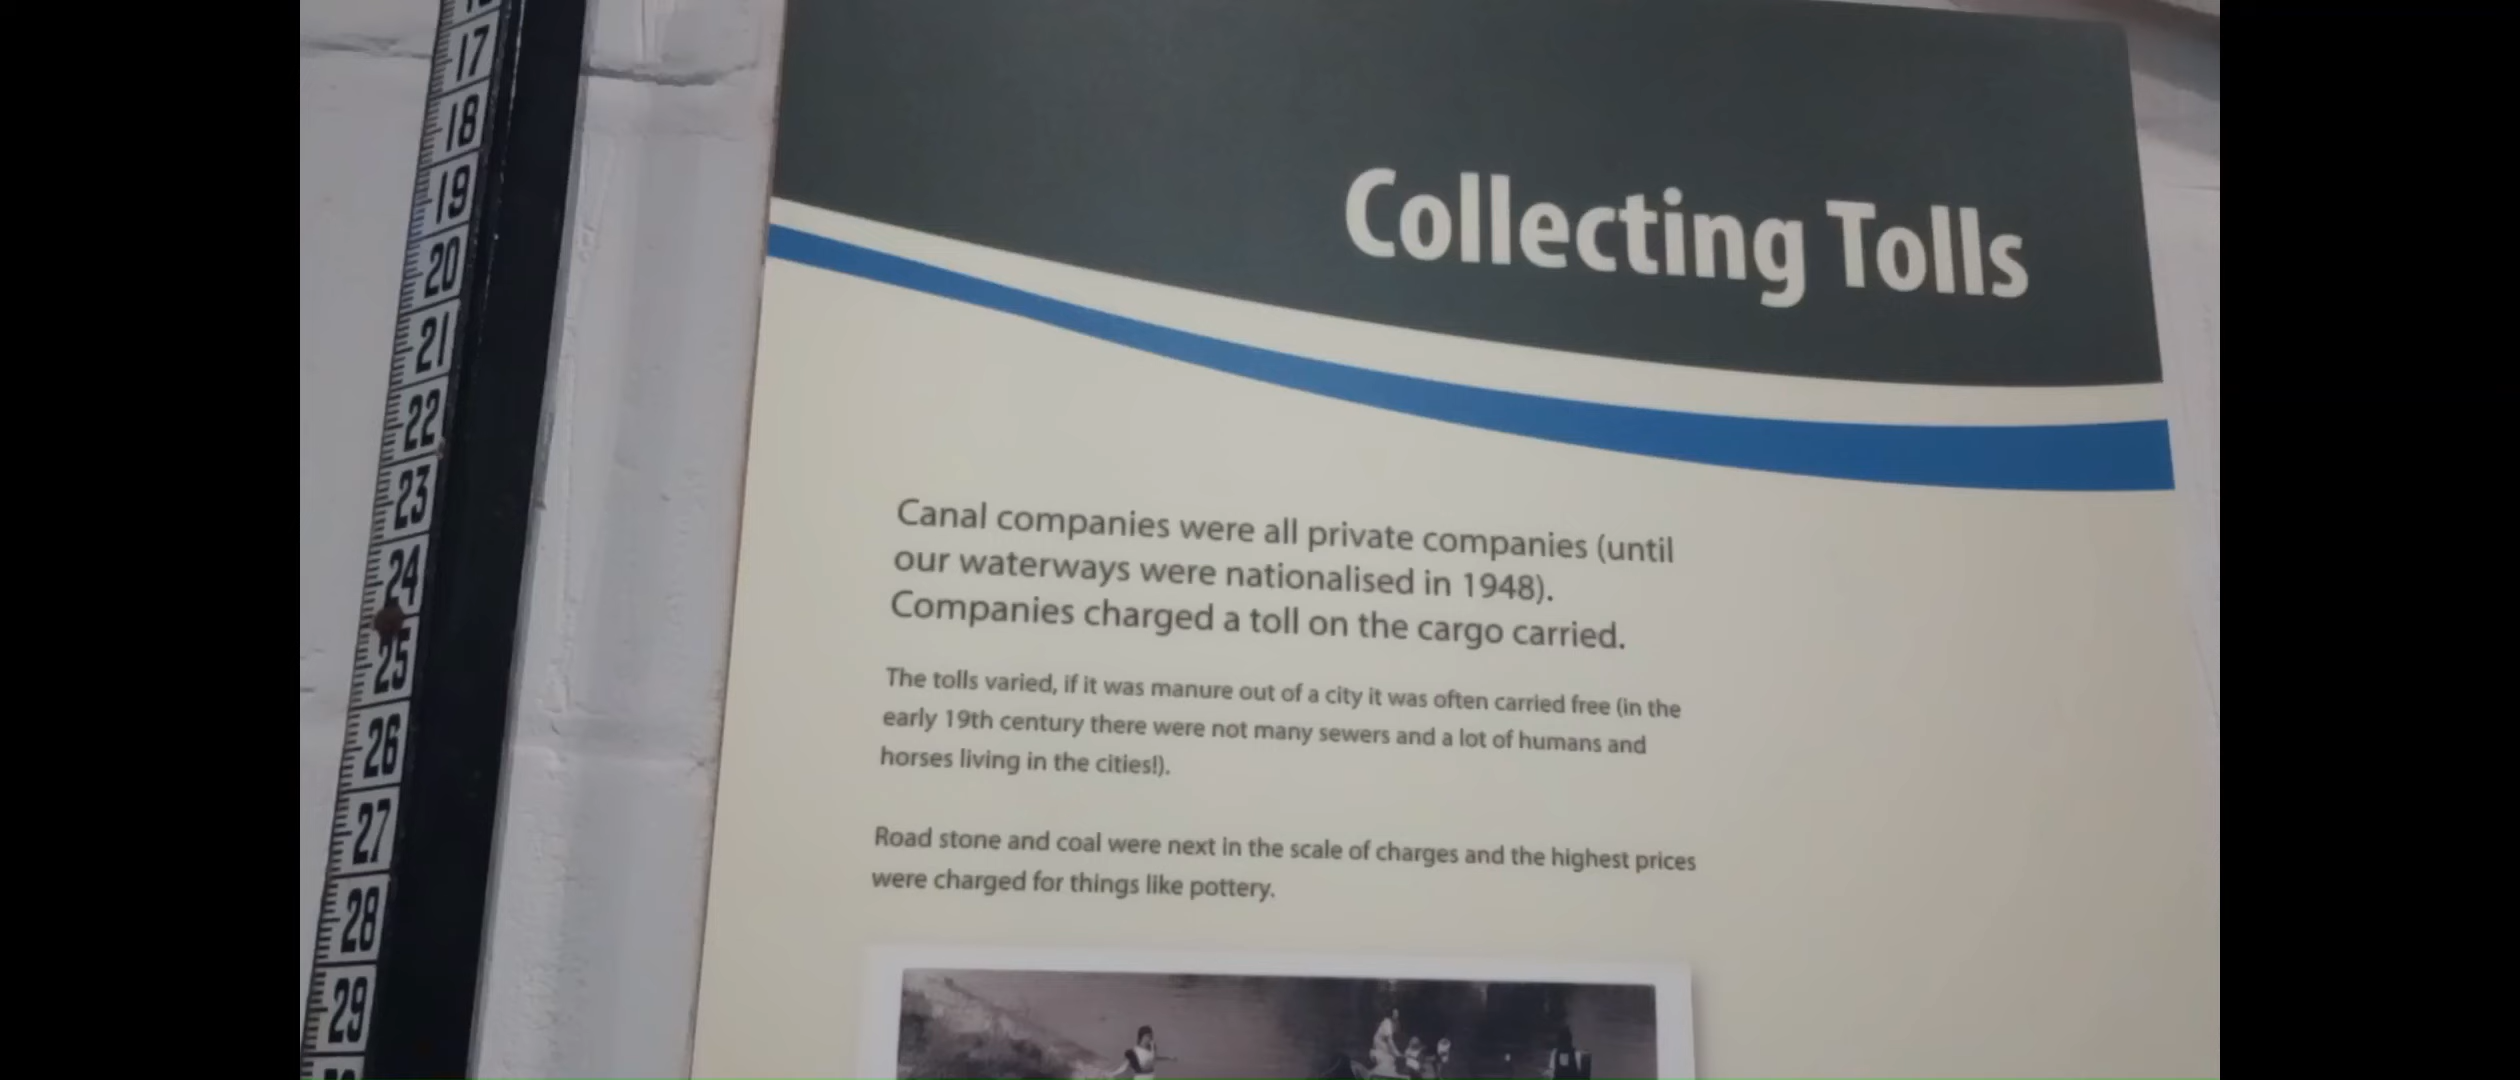 17
18
19
20
21
22
23
24
25
26
27
28
29
Collecting Tolls
Canal companies were all private companies (until
our waterways were nationalised in 1948).
Companies charged a toll on the cargo carried.
The tolls varied, if it was manure out of a city it was often carried free (in the
early 19th century there were not many sewers and a lot of humans and
horses living in the cities!).
Road stone and coal were next in the scale of charges and the highest prices
were charged for things like pottery.